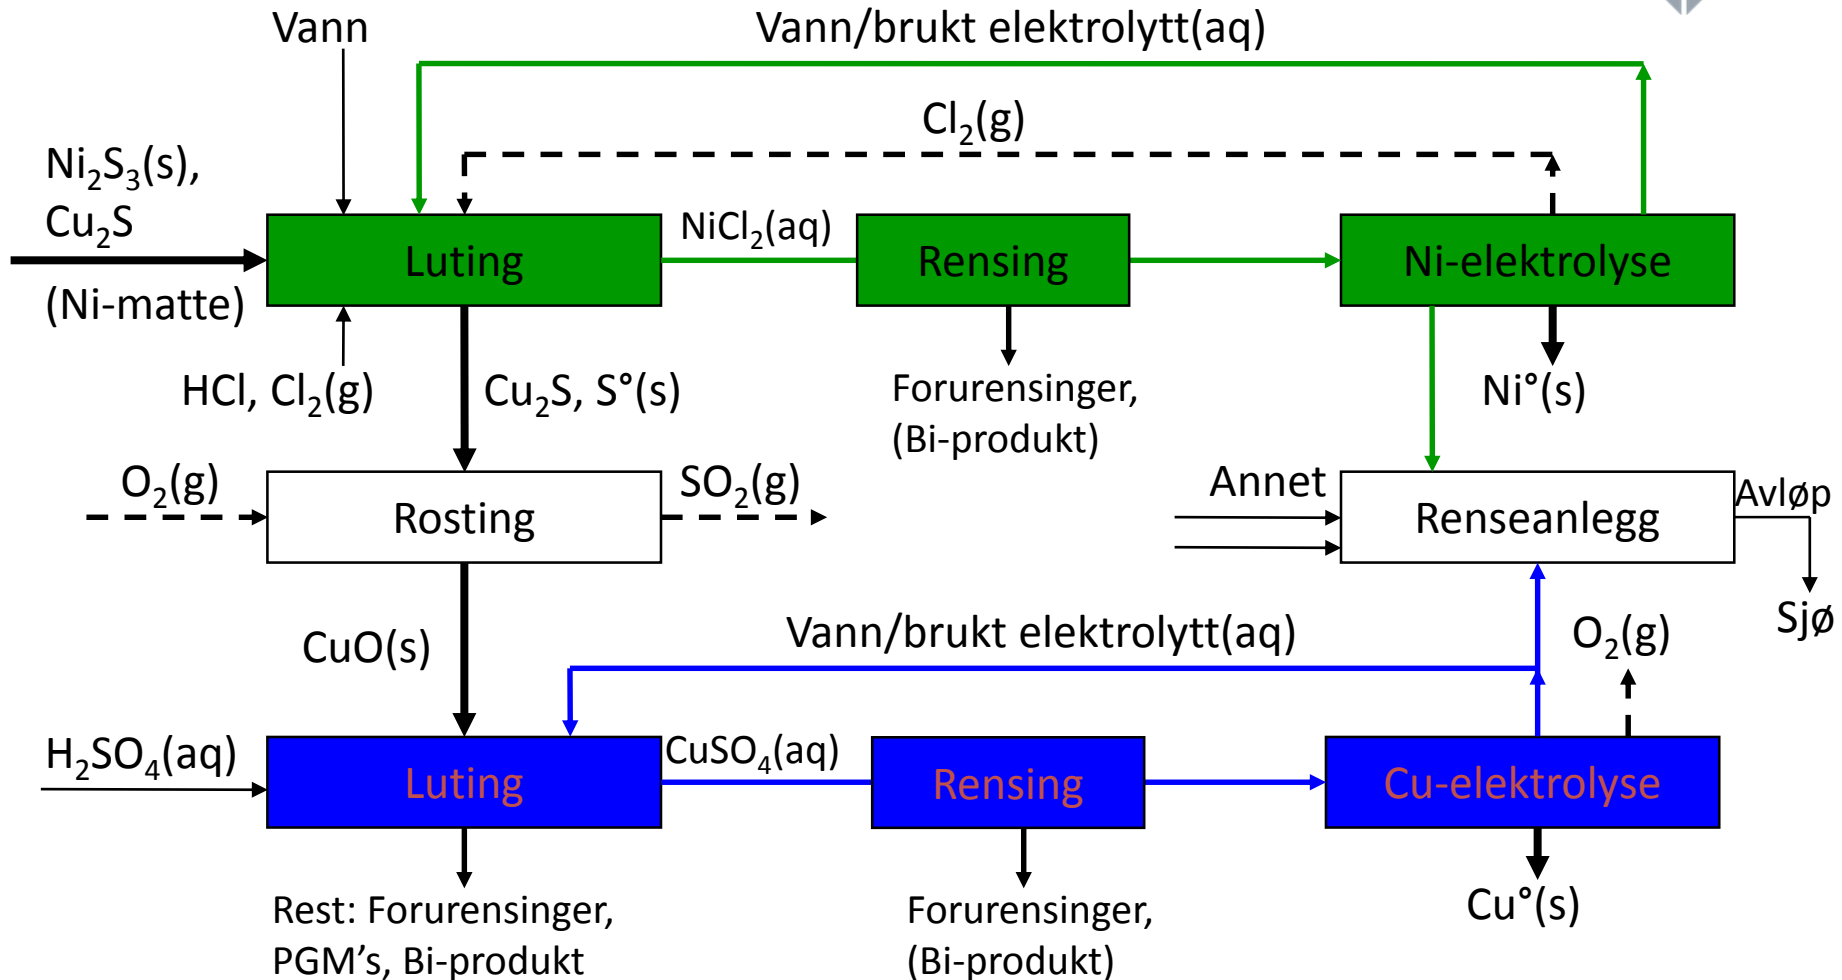 Vann
Vann/brukt elektrolytt(aq)
Cl₂(g)
Ni₂S₃(s),
Cu₂S
(Ni-matte)
Luting
NiCl₂(aq)
Rensing
Ni-elektrolyse
HCl, Cl₂(g)
Cu₂S, S°(s)
Forurensinger,
(Bi-produkt)
Ni°(s)
O₂(g)
Rosting
SO₂(g)
Annet
Renseanlegg
Avløp
Sjø
CuO(s)
Vann/brukt elektrolytt(aq)
O₂(g)
H₂SO₄(aq)
Luting
CuSO₄(aq)
Rensing
Cu-elektrolyse
Rest: Forurensinger,
PGM’s, Bi-produkt
Forurensinger,
(Bi-produkt)
Cu°(s)